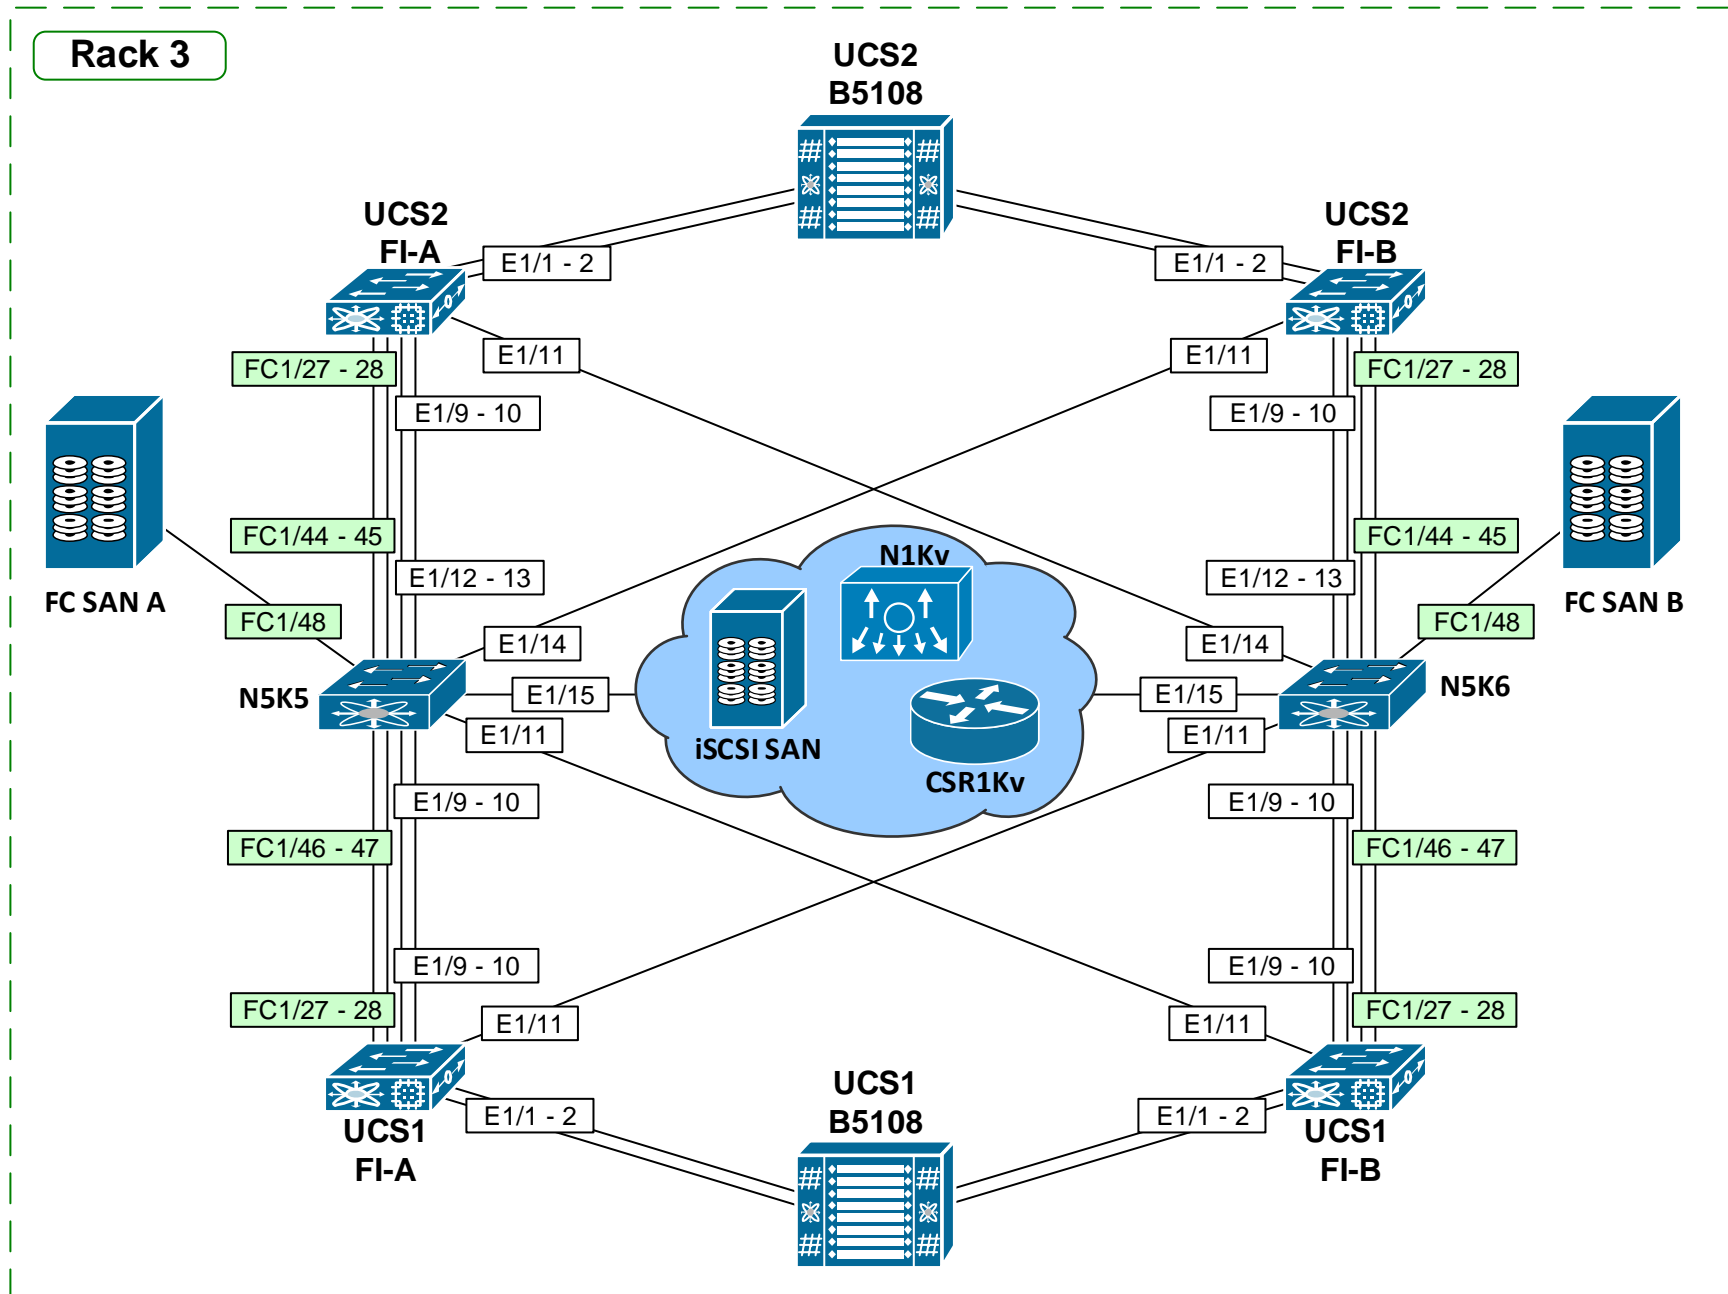 Rack 3
UCS2
B5108
UCS2
FI-A
UCS2
FI-B
E1/1 - 2
E1/1 - 2
E1/11
E1/11
FC1/27 - 28
FC1/27 - 28
E1/9 - 10
E1/9 - 10
FC1/44 - 45
FC1/44 - 45
N1Kv
E1/12 - 13
E1/12 - 13
FC SAN A
FC SAN B
FC1/48
FC1/48
E1/14
E1/14
N5K5
E1/15
E1/15
N5K6
E1/11
E1/11
iSCSI SAN
CSR1Kv
E1/9 - 10
E1/9 - 10
FC1/46 - 47
FC1/46 - 47
E1/9 - 10
E1/9 - 10
FC1/27 - 28
FC1/27 - 28
E1/11
E1/11
UCS1
B5108
E1/1 - 2
E1/1 - 2
UCS1
FI-A
UCS1
FI-B